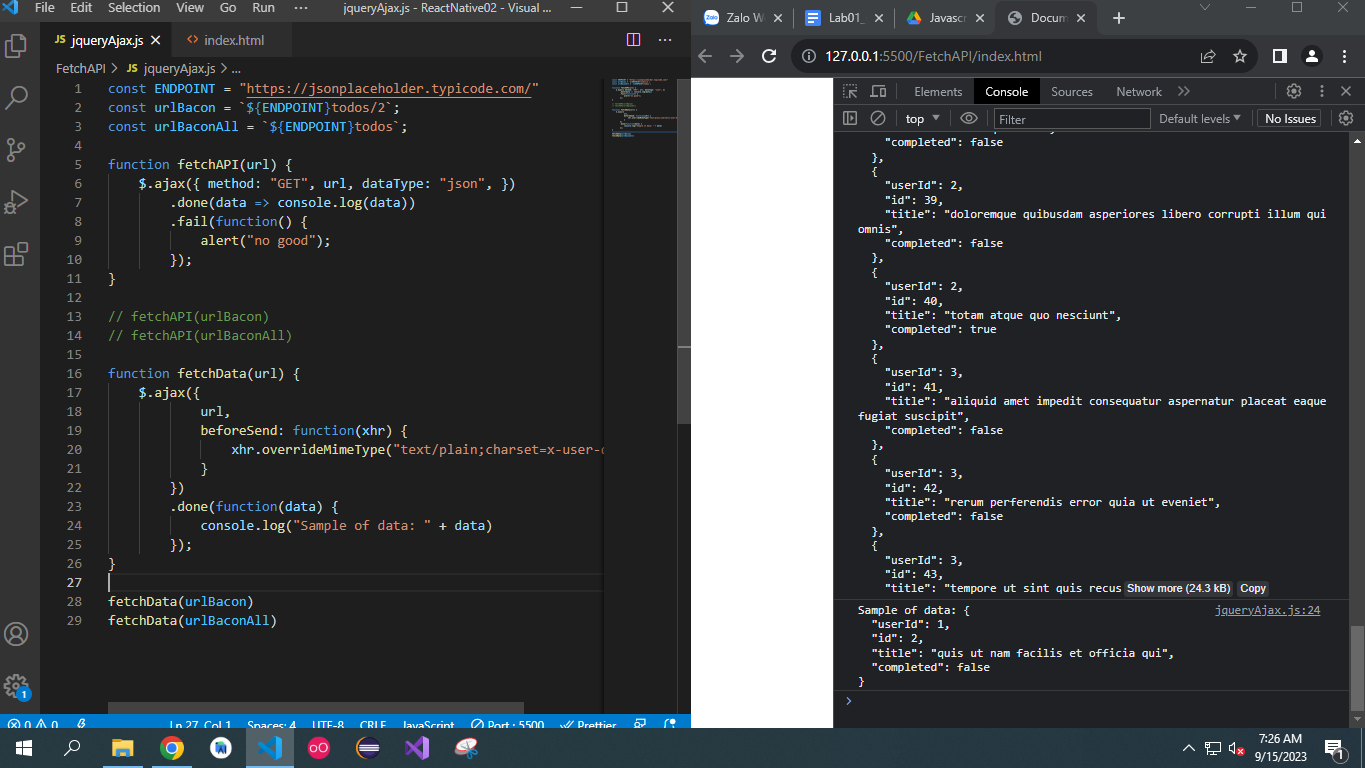 File Edit Selection View Go Run ··· jqueryAjax.js - ReactNative02 - Visual ...
JS jqueryAjax.js
<> index.html
FetchAPI > JS jqueryAjax.js > ...
1 const ENDPOINT = "https://jsonplaceholder.typicode.com/"
2 const urlBacon = `${ENDPOINT}todos/2`;
3 const urlBaconAll = `${ENDPOINT}todos`;
4
5 function fetchAPI(url) {
6 $.ajax({ method: "GET", url, dataType: "json", })
7 .done(data => console.log(data))
8 .fail(function() {
9 alert("no good");
10 });
11 }
12
13 // fetchAPI(urlBacon)
14 // fetchAPI(urlBaconAll)
15
16 function fetchData(url) {
17 $.ajax({
18 url,
19 beforeSend: function(xhr) {
20 xhr.overrideMimeType("text/plain;charset=x-user-
21 }
22 })
23 .done(function(data) {
24 console.log("Sample of data: " + data)
25 });
26 }
27
28 fetchData(urlBacon)
29 fetchData(urlBaconAll)
1
0 0 Ln 27, Col 1 Spaces: 4 UTF-8 CRLF JavaScript Port : 5500 Prettier
Zalo W
Lab01_
Javascr
Docum
127.0.0.1:5500/FetchAPI/index.html
Elements Console Sources Network
top Filter Default levels No Issues
"completed": false
},
{
"userId": 2,
"id": 39,
"title": "doloremque quibusdam asperiores libero corrupti illum qui
omnis",
"completed": false
},
{
"userId": 2,
"id": 40,
"title": "totam atque quo nesciunt",
"completed": true
},
{
"userId": 3,
"id": 41,
"title": "aliquid amet impedit consequatur aspernatur placeat eaque
fugiat suscipit",
"completed": false
},
{
"userId": 3,
"id": 42,
"title": "rerum perferendis error quia ut eveniet",
"completed": false
},
{
"userId": 3,
"id": 43,
"title": "tempore ut sint quis recus Show more (24.3 kB) Copy
Sample of data: { jqueryAjax.js:24
"userId": 1,
"id": 2,
"title": "quis ut nam facilis et officia qui",
"completed": false
}
>
7:26 AM
9/15/2023
1